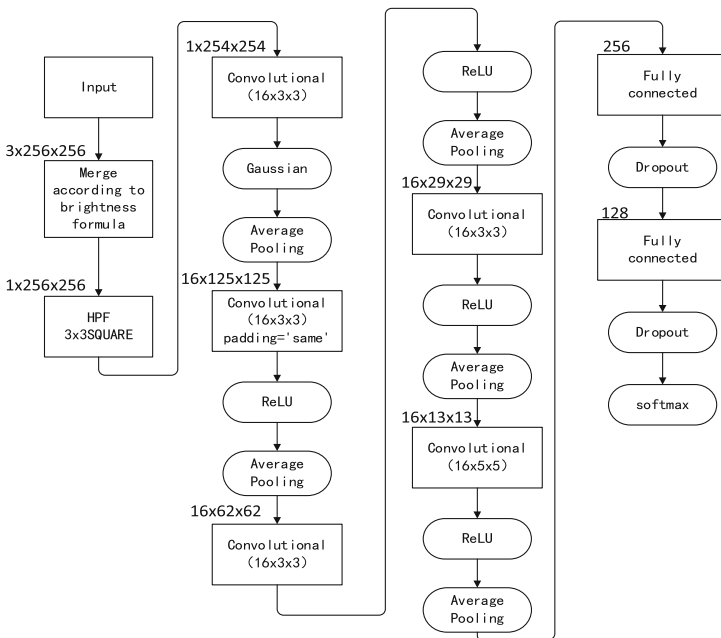 Input
3x256x256
Merge
according to
brightness
formula
1x256x256
HPF
3x3SQUARE
1x254x254
Convolutional
(16x3x3)
Gaussian
Average
Pooling
16x125x125
Convolutional
(16x3x3)
padding='same'
ReLU
Average
Pooling
16x62x62
Convolutional
(16x3x3)
ReLU
Average
Pooling
16x29x29
Convolutional
(16x3x3)
ReLU
Average
Pooling
16x13x13
Convolutional
(16x5x5)
ReLU
Average
Pooling
256
Fully
connected
Dropout
128
Fully
connected
Dropout
softmax